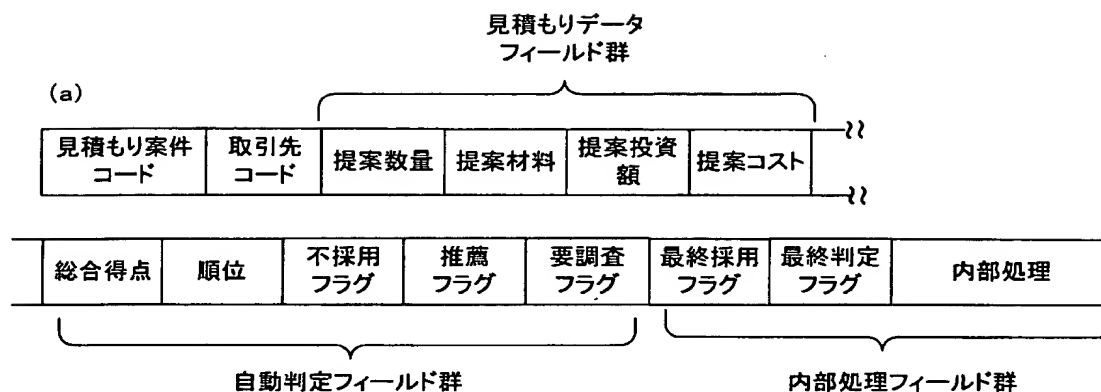 見積もりデータ
フィールド群
(a)
見積もり案件
コード
取引先
コード
提案数量
提案材料
提案投資
額
提案コスト
総合得点
順位
不採用
フラグ
推薦
フラグ
要調査
フラグ
最終採用
フラグ
最終判定
フラグ
内部処理
自動判定フィールド群
内部処理フィールド群